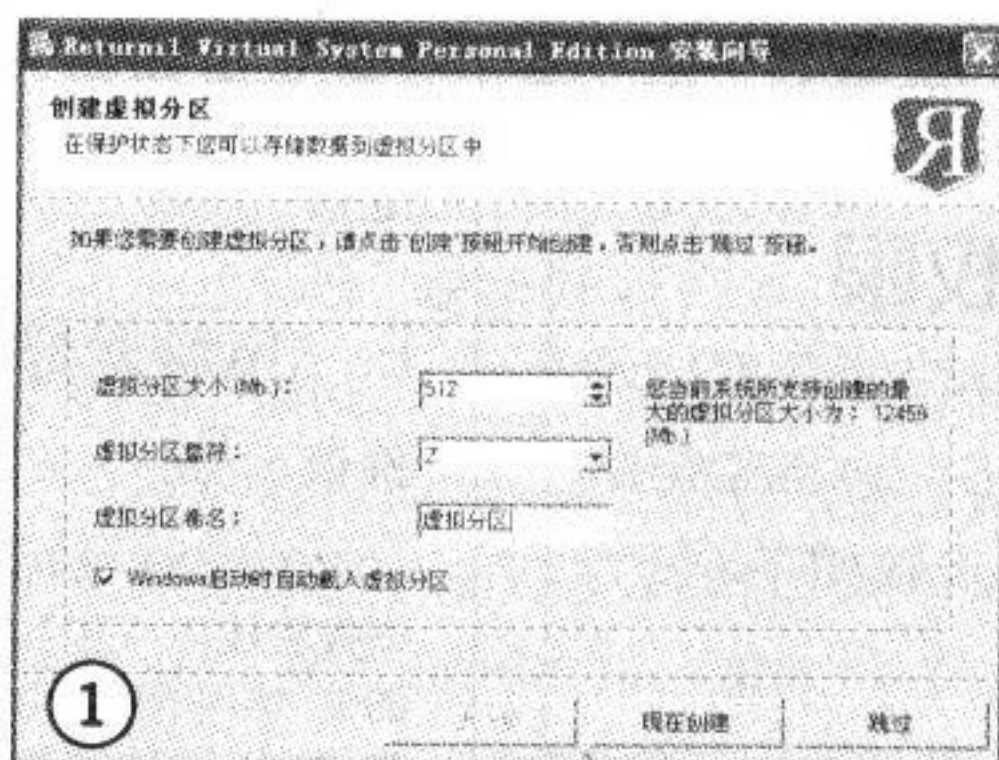 Returnil Virtual System Personal Edition 安装向导
创建虚拟分区
在保护状态下您可以存储数据到虚拟分区中
如果您需要创建虚拟分区，请点击"创建"按钮开始创建，否则点击"跳过"按钮。
虚拟分区大小 (Mb.)：
512
您当前系统所支持创建的最
大的虚拟分区大小为： 12456
(Mb.)
虚拟分区盘符：
Z
虚拟分区卷名：
虚拟分区
Windows启动时自动载入虚拟分区
①
现在创建
跳过